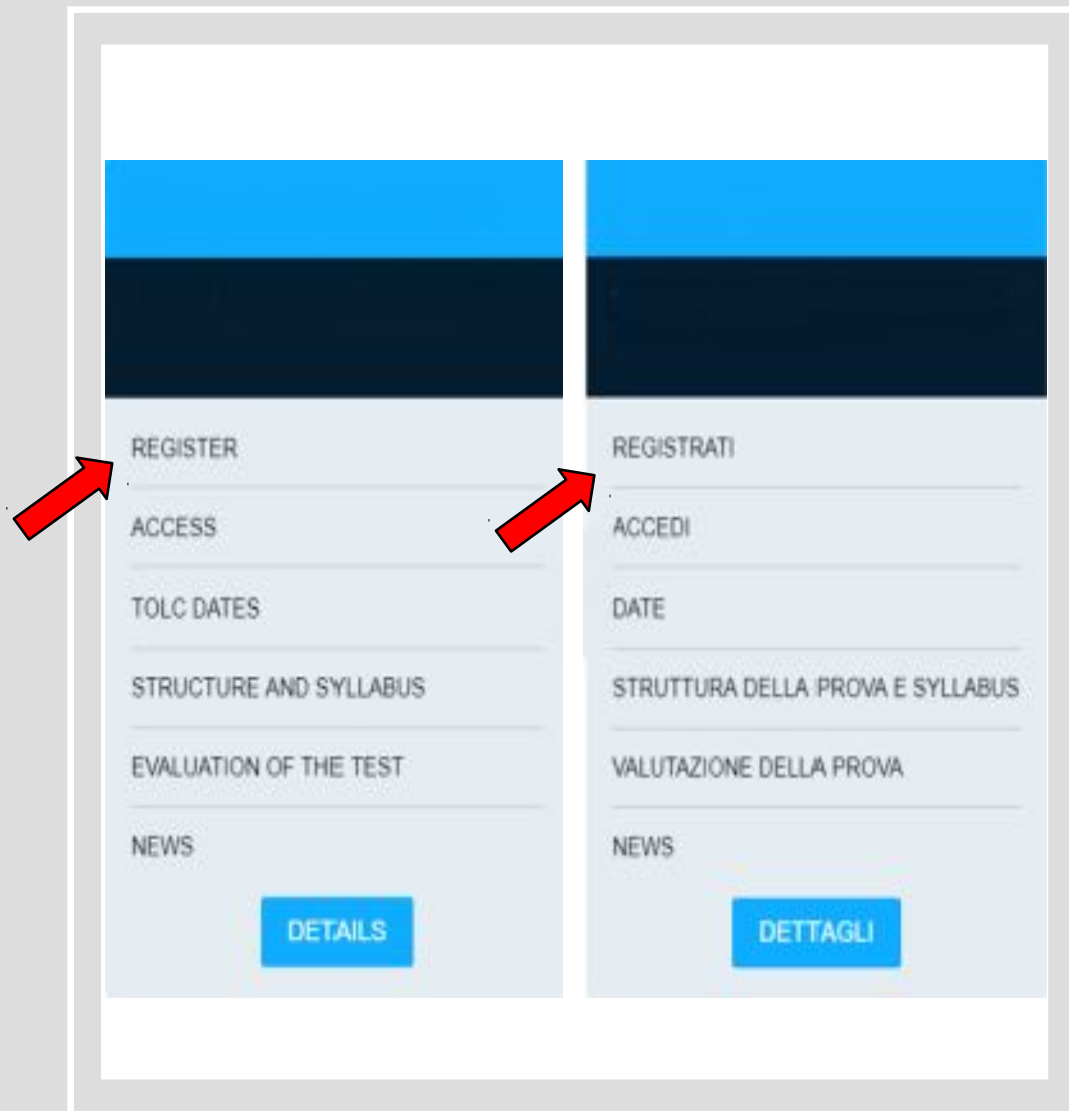 REGISTER
ACCESS
TOLC DATES
STRUCTURE AND SYLLABUS
EVALUATION OF THE TEST
NEWS
DETAILS
REGISTRATI
ACCEDI
DATE
STRUTTURA DELLA PROVA E SYLLABUS
VALUTAZIONE DELLA PROVA
NEWS
DETTAGLI